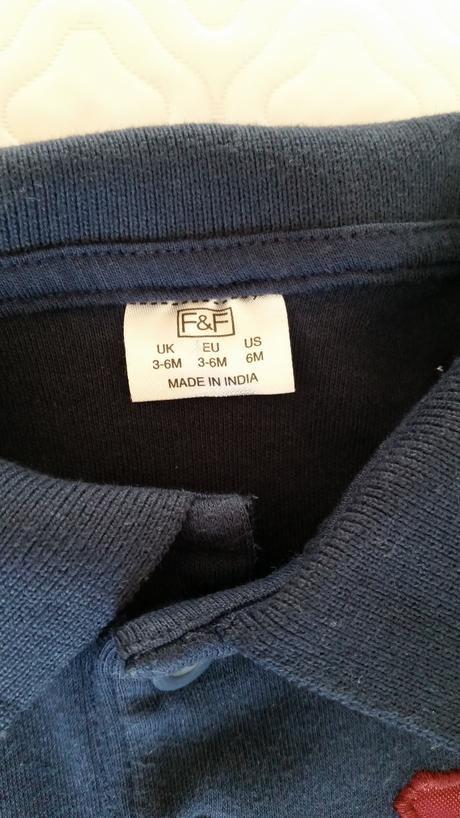 F&F
UK EU US
3-6M 3-6M 6M
MADE IN INDIA